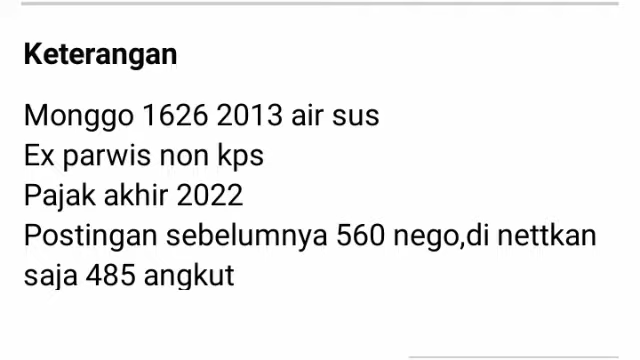 Keterangan
Monggo 1626 2013 air sus
Ex parwis non kps
Pajak akhir 2022
Postingan sebelumnya 560 nego,di nettkan
saja 485 angkut